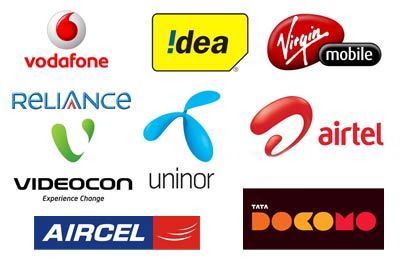 vodafone
!dea
Virgin
mobile
RELIANCE
airtel
uninor
VIDEOCON
Experience Change
AIRCEL
TATA
DOCOMO